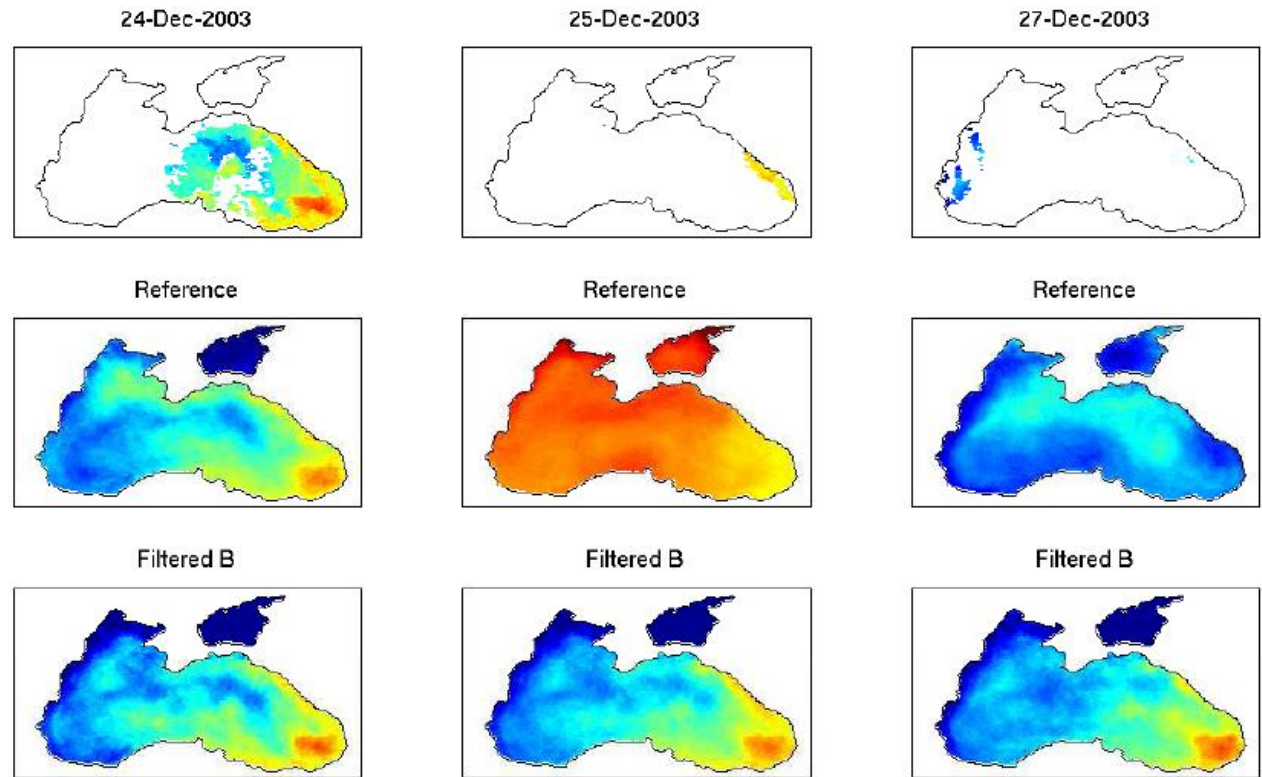 24-Dec-2003 25-Dec-2003 27-Dec-2003
Reference Reference Reference
Filtered B Filtered B Filtered B